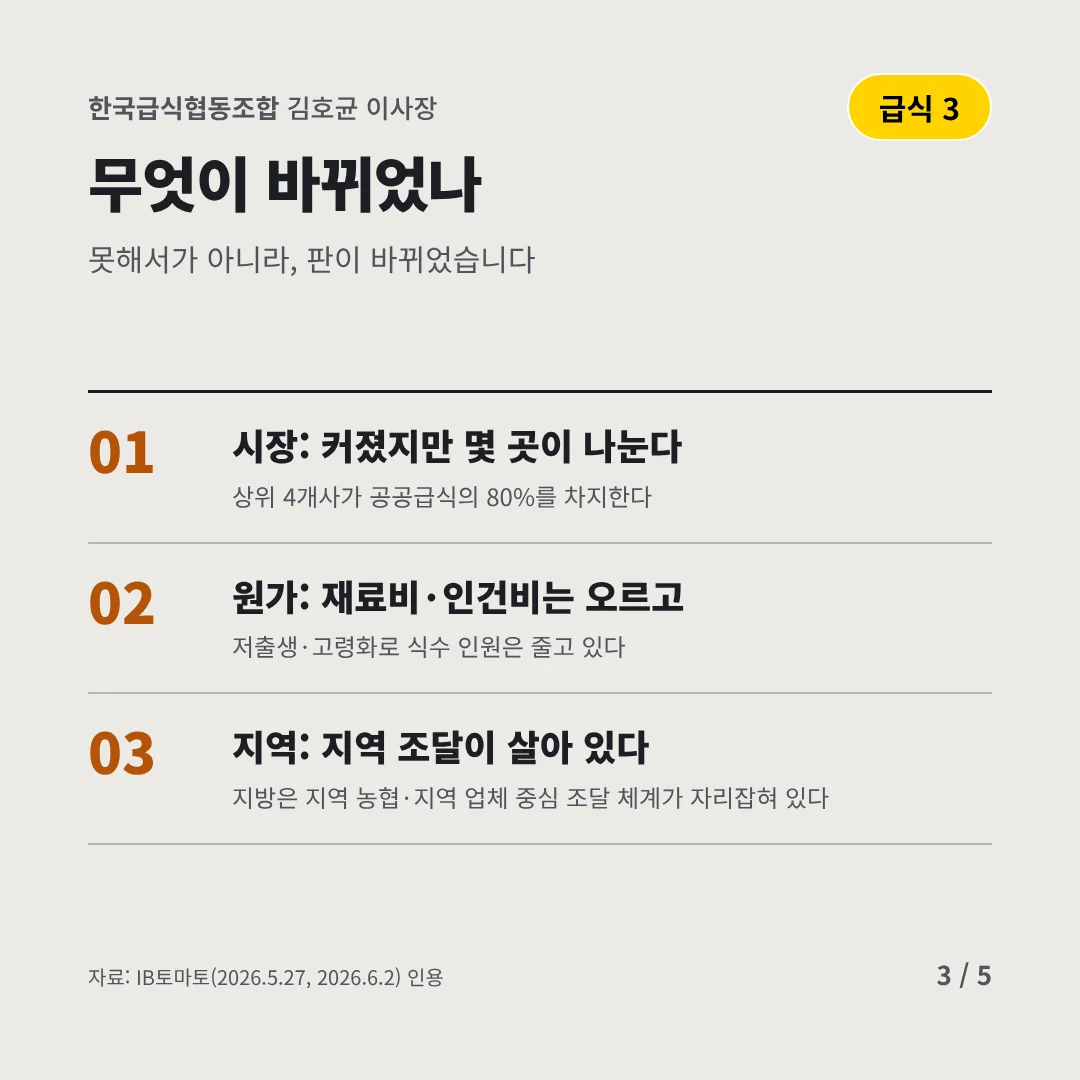 한국급식협동조합 김호균 이사장
급식 3
무엇이 바뀌었나
못해서가 아니라, 판이 바뀌었습니다
01
시장: 커졌지만 몇 곳이 나눈다
상위 4개사가 공공급식의 80%를 차지한다
02
원가: 재료비·인건비는 오르고
저출생·고령화로 식수 인원은 줄고 있다
03
지역: 지역 조달이 살아 있다
지방은 지역 농협·지역 업체 중심 조달 체계가 자리잡혀 있다
자료: IB토마토(2026.5.27, 2026.6.2) 인용
3 / 5